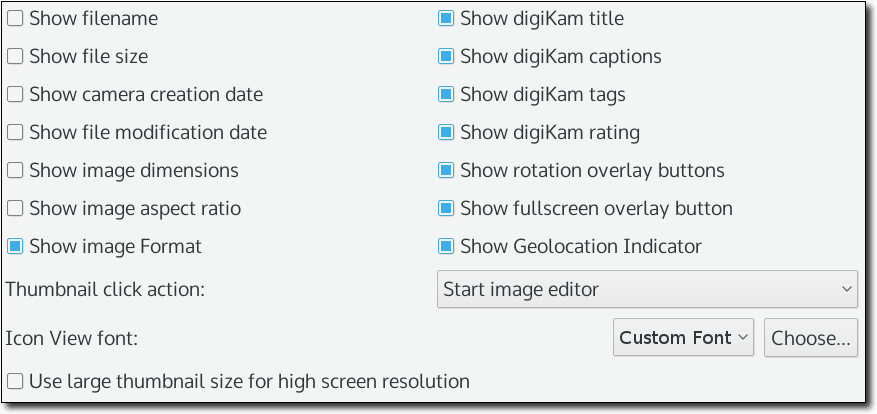 Show filename
Show digiKam title
Show file size
Show digiKam captions
Show camera creation date
Show digiKam tags
Show file modification date
Show digiKam rating
Show image dimensions
Show rotation overlay buttons
Show image aspect ratio
Show fullscreen overlay button
Show image Format
Show Geolocation Indicator
Thumbnail click action:
Start image editor
Icon View font:
Custom Font
Choose...
Use large thumbnail size for high screen resolution